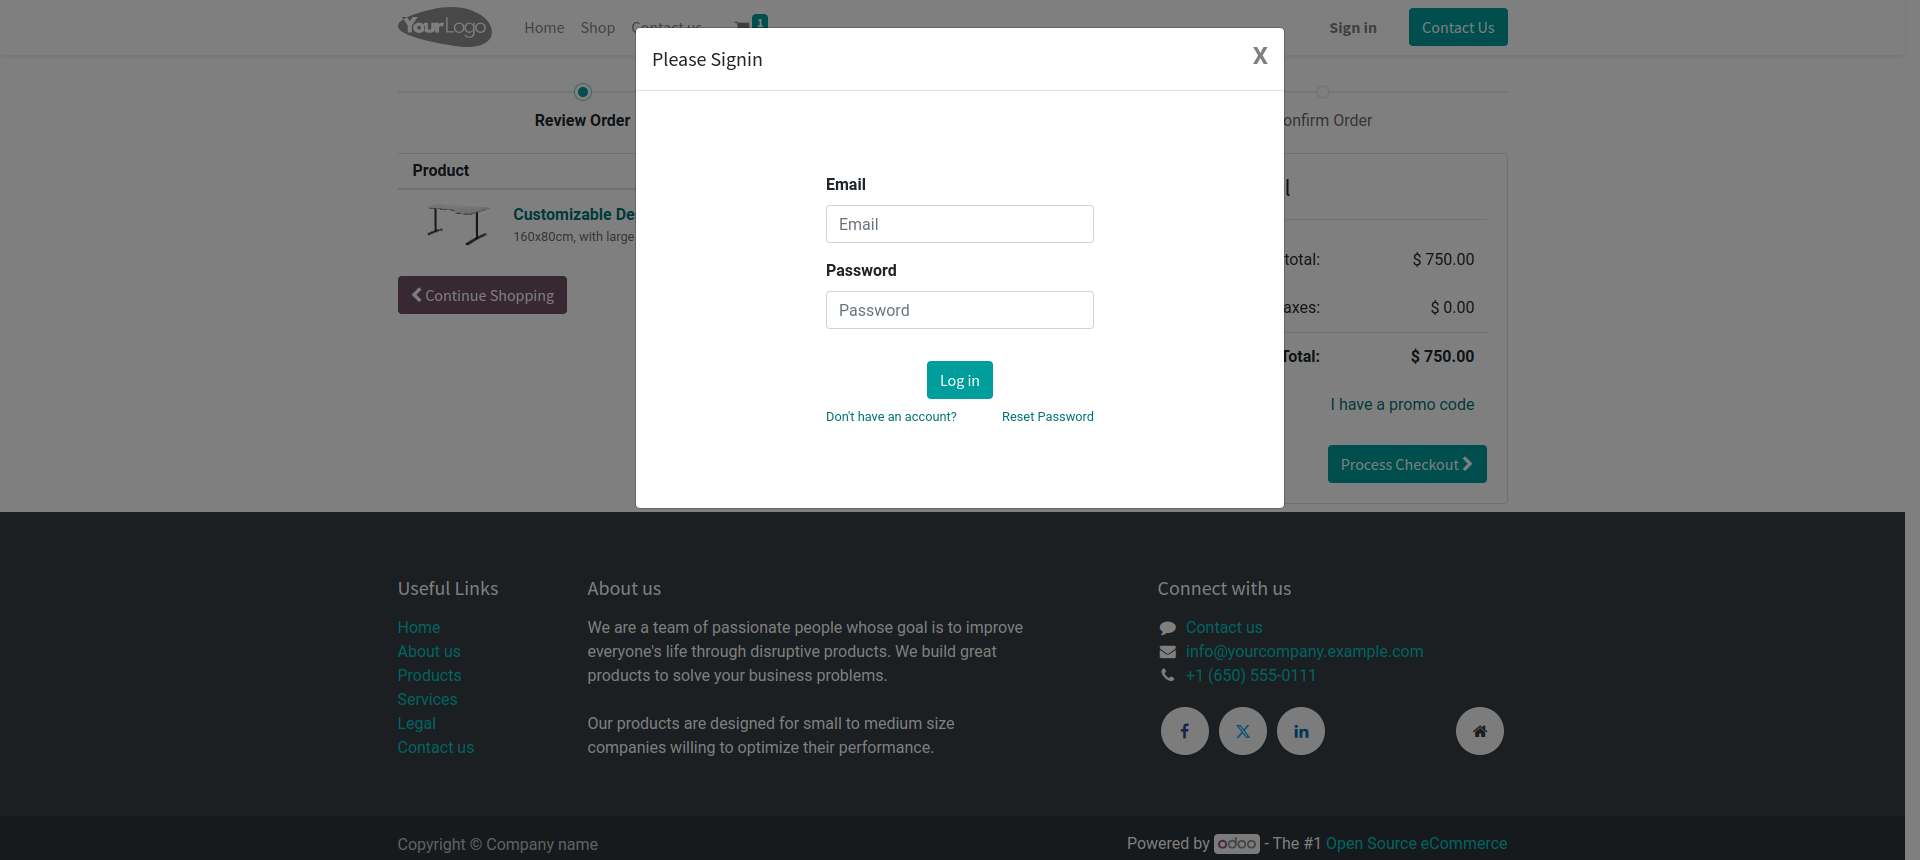 YourLogo
Home Shop Contact us 1 Sign in Contact Us
Please Signin X
Review Order onfirm Order
Product
Email
Customizable De
160x80cm, with large
Email
total: $ 750.00
Password
Continue Shopping
Password
axes: $ 0.00
Total: $ 750.00
Log in
I have a promo code
Don't have an account? Reset Password
Process Checkout
Useful Links
Home
About us
Products
Services
Legal
Contact us
About us
We are a team of passionate people whose goal is to improve
everyone's life through disruptive products. We build great
products to solve your business problems.
Our products are designed for small to medium size
companies willing to optimize their performance.
Connect with us
Contact us
info@yourcompany.example.com
+1 (650) 555-0111
Copyright © Company name
Powered by odoo - The #1 Open Source eCommerce